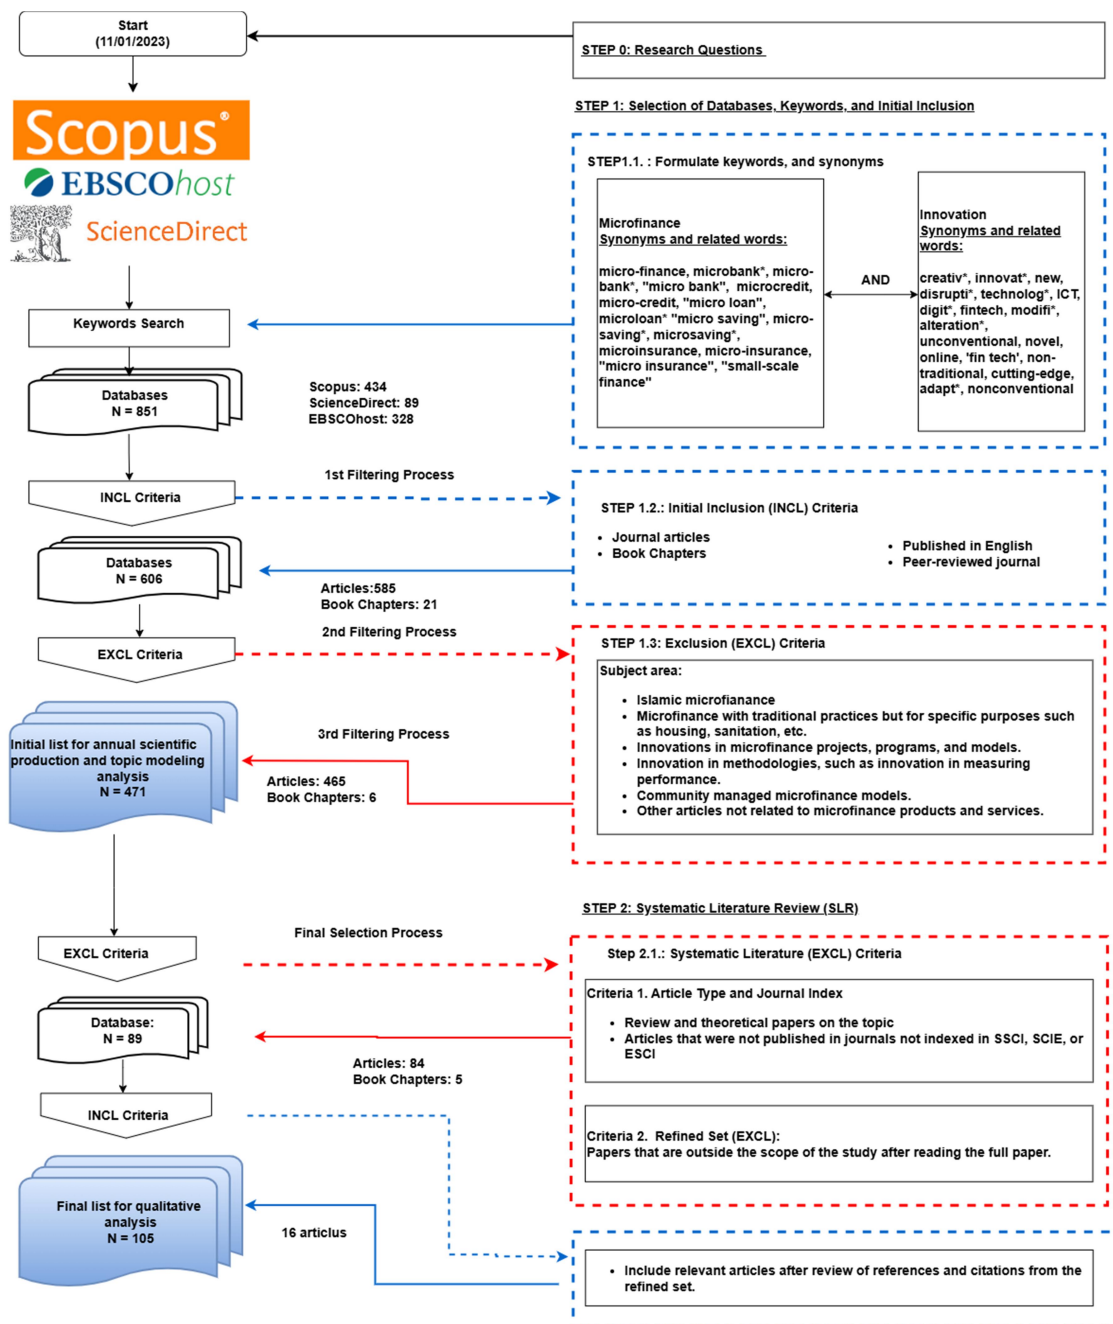 Start
(11/01/2023)
STEP 0: Research Questions
Scopus®
EBSCOhost
ScienceDirect
STEP 1: Selection of Databases, Keywords, and Initial Inclusion
STEP1.1. : Formulate keywords, and synonyms
Microfinance
Synonyms and related words:
micro-finance, microbank*, micro-
bank*, "micro bank", microcredit,
micro-credit, "micro loan",
microloan* "micro saving", micro-
saving*, microsaving*,
microinsurance, micro-insurance,
"micro insurance", "small-scale
finance"
AND
Innovation
Synonyms and related
words:
creativ*, innovat*, new,
disrupti*, technolog*, ICT,
digit*, fintech, modifi*,
alteration*,
unconventional, novel,
online, 'fin tech', non-
traditional, cutting-edge,
adapt*, nonconventional
Keywords Search
Databases
N = 851
Scopus: 434
ScienceDirect: 89
EBSCOhost: 328
INCL Criteria
1st Filtering Process
STEP 1.2.: Initial Inclusion (INCL) Criteria
• Journal articles
• Book Chapters
• Published in English
• Peer-reviewed journal
Databases
N = 606
Articles:585
Book Chapters: 21
EXCL Criteria
2nd Filtering Process
STEP 1.3: Exclusion (EXCL) Criteria
Subject area:
• Islamic microfianance
• Microfinance with traditional practices but for specific purposes such
as housing, sanitation, etc.
• Innovations in microfinance projects, programs, and models.
• Innovation in methodologies, such as innovation in measuring
performance.
• Community managed microfinance models.
• Other articles not related to microfinance products and services.
3rd Filtering Process
Articles: 465
Book Chapters: 6
Initial list for annual scientific
production and topic modeling
analysis
N = 471
STEP 2: Systematic Literature Review (SLR)
EXCL Criteria
Final Selection Process
Step 2.1.: Systematic Literature (EXCL) Criteria
Criteria 1. Article Type and Journal Index
• Review and theoretical papers on the topic
• Articles that were not published in journals not indexed in SSCI, SCIE, or
ESCI
Database:
N = 89
Articles: 84
Book Chapters: 5
INCL Criteria
Criteria 2. Refined Set (EXCL):
Papers that are outside the scope of the study after reading the full paper.
Final list for qualitative
analysis
N = 105
16 articlus
• Include relevant articles after review of references and citations from the
refined set.